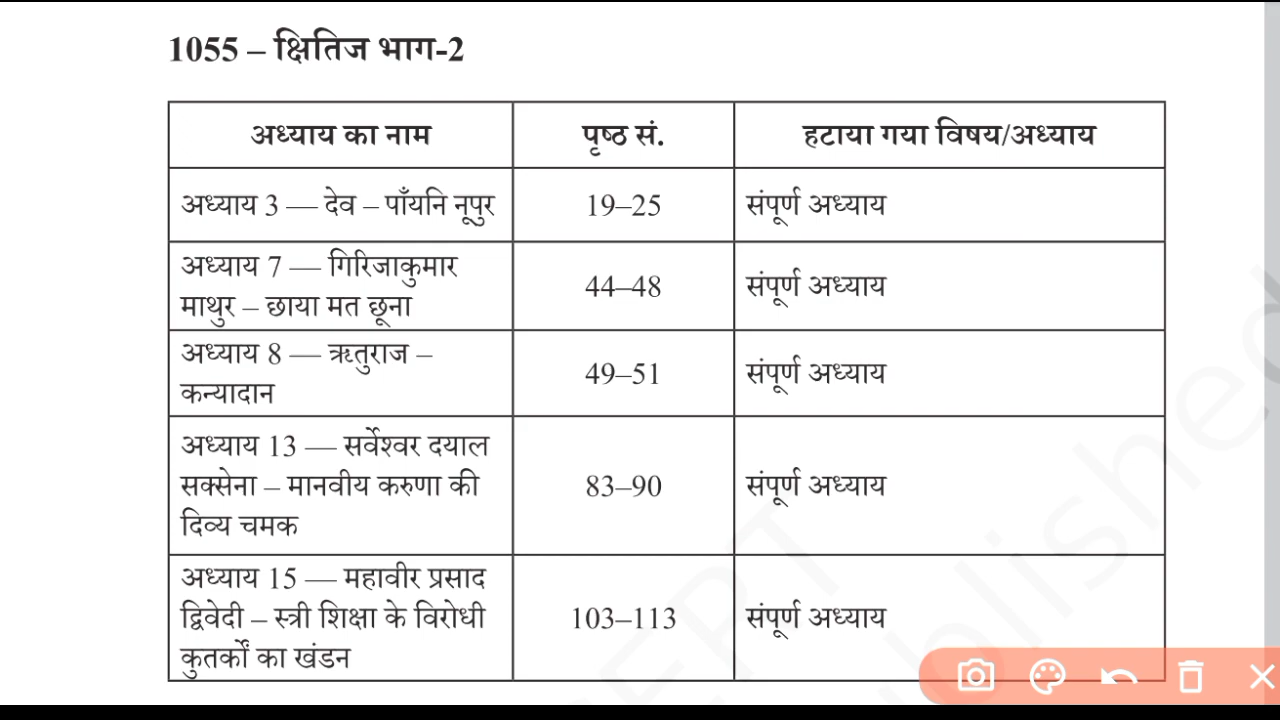 1055 – क्षितिज भाग-2
अध्याय का नाम पृष्ठ सं. हटाया गया विषय/अध्याय
अध्याय 3 — देव – पाँयनि नूपुर 19–25 संपूर्ण अध्याय
अध्याय 7 — गिरिजाकुमार
माथुर – छाया मत छूना 44–48 संपूर्ण अध्याय
अध्याय 8 — ऋतुराज –
कन्यादान 49–51 संपूर्ण अध्याय
अध्याय 13 — सर्वेश्वर दयाल
सक्सेना – मानवीय करुणा की 83–90 संपूर्ण अध्याय
दिव्य चमक
अध्याय 15 — महावीर प्रसाद
द्विवेदी – स्त्री शिक्षा के विरोधी 103–113 संपूर्ण अध्याय
कुतर्कों का खंडन